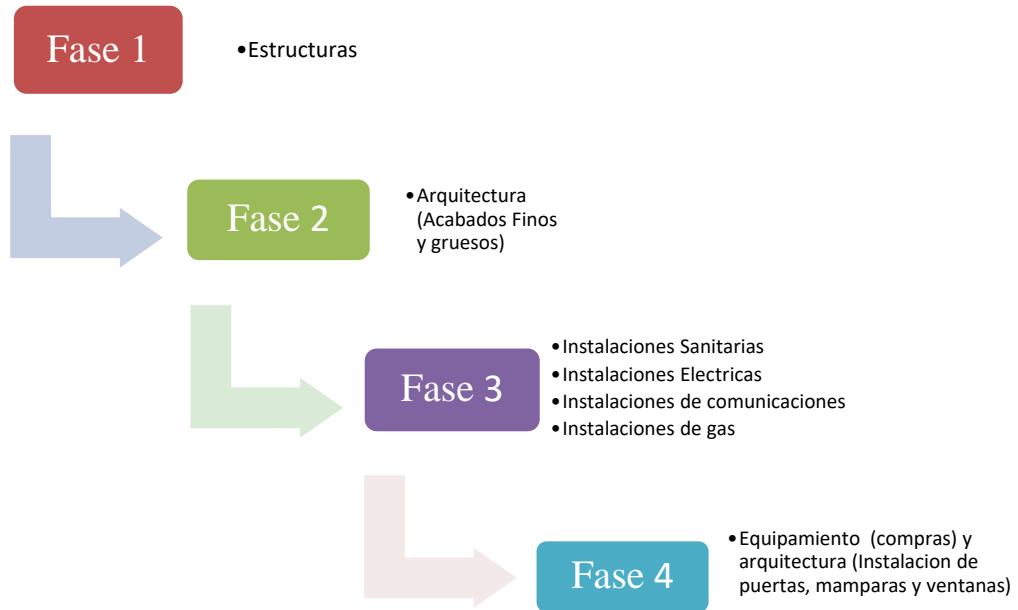 Fase 1
•Estructuras
Fase 2
•Arquitectura
(Acabados Finos
y gruesos)
Fase 3
•Instalaciones Sanitarias
•Instalaciones Electricas
•Instalaciones de comunicaciones
•Instalaciones de gas
Fase 4
•Equipamiento (compras) y
arquitectura (Instalacion de
puertas, mamparas y ventanas)